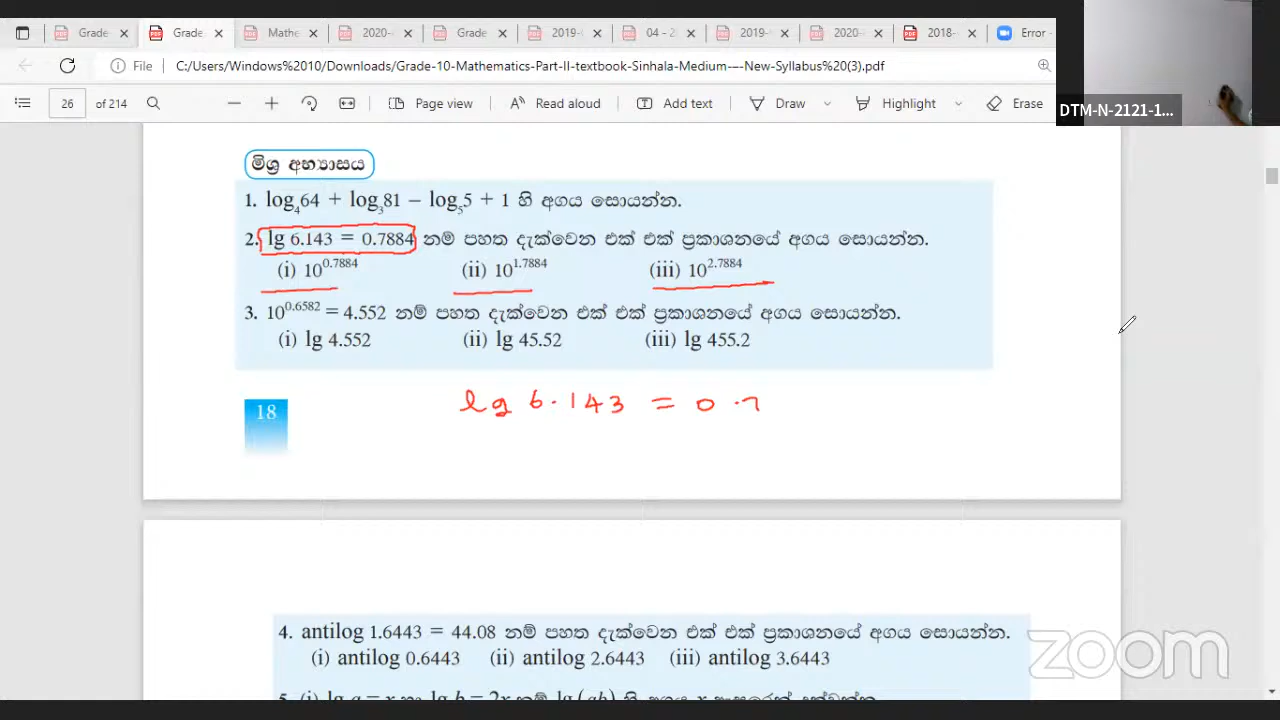 Grade Grade Mathe 2020- Grade 2019- 04 - 2 2019- 2020- 2018- Error -
File C:/Users/Windows%2010/Downloads/Grade-10-Mathematics-Part-II-textbook-Sinhala-Medium-–-New-Syllabus%20(3).pdf
26 of 214 Page view Read aloud Add text Draw Highlight Erase
DTM-N-2121-1...
මිශ්‍ර අභ්‍යාසය
1. log₄64 + log₃81 − log₅5 + 1 හි අගය සොයන්න.
2. lg 6.143 = 0.7884 නම් පහත දැක්වෙන එක් එක් ප්‍රකාශනයේ අගය සොයන්න.
(i) 10^0.7884 (ii) 10^1.7884 (iii) 10^2.7884
3. 10^0.6582 = 4.552 නම් පහත දැක්වෙන එක් එක් ප්‍රකාශනයේ අගය සොයන්න.
(i) lg 4.552 (ii) lg 45.52 (iii) lg 455.2
lg 6.143 = 0.7
18
4. antilog 1.6443 = 44.08 නම් පහත දැක්වෙන එක් එක් ප්‍රකාශනයේ අගය සොයන්න.
(i) antilog 0.6443 (ii) antilog 2.6443 (iii) antilog 3.6443
zoom